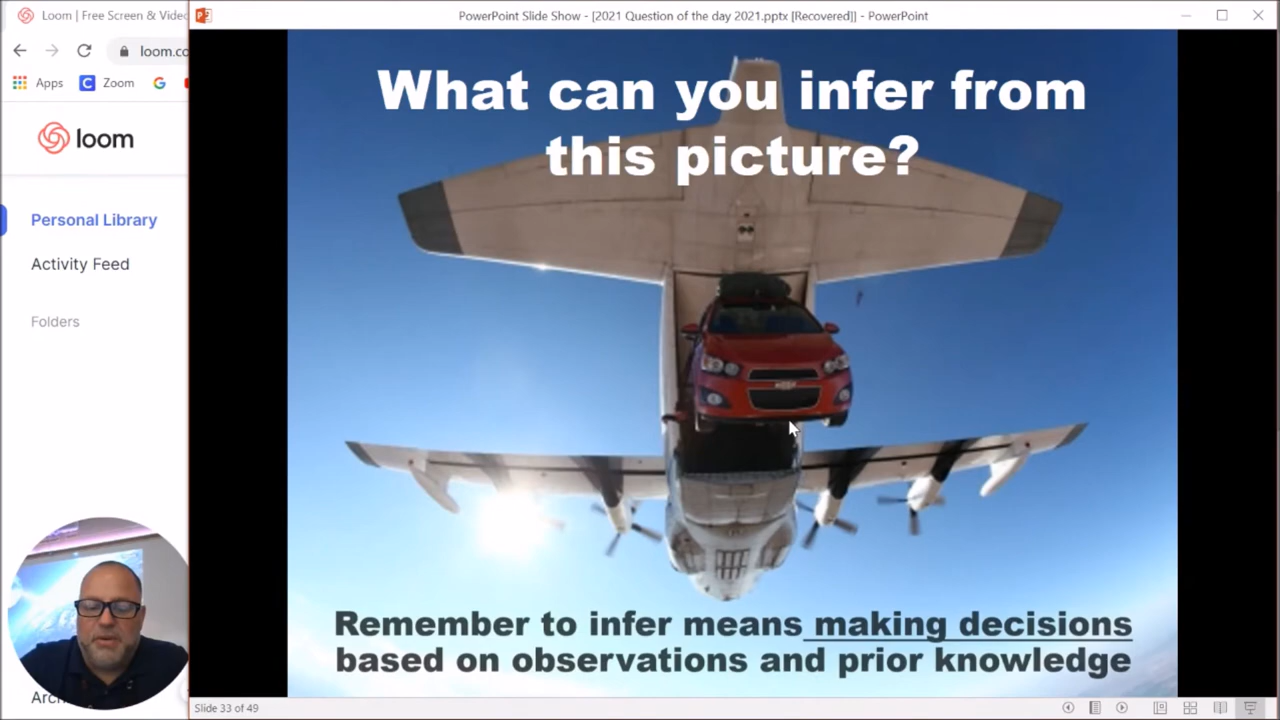 Loom | Free Screen & Vide
PowerPoint Slide Show - [2021 Question of the day 2021.pptx [Recovered]] - PowerPoint
loom.co
Apps
Zoom
loom
Personal Library
Activity Feed
Folders
Arc
What can you infer from
this picture?
Remember to infer means making decisions
based on observations and prior knowledge
Slide 33 of 49